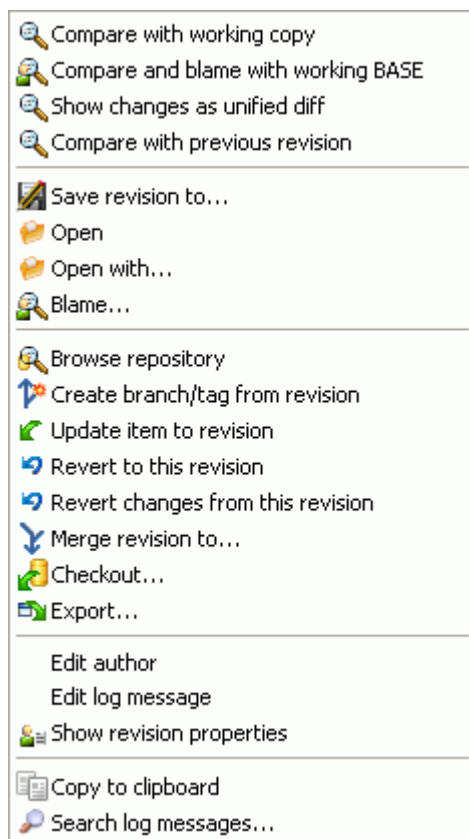 Compare with working copy
Compare and blame with working BASE
Show changes as unified diff
Compare with previous revision
Save revision to...
Open
Open with...
Blame...
Browse repository
Create branch/tag from revision
Update item to revision
Revert to this revision
Revert changes from this revision
Merge revision to...
Checkout...
Export...
Edit author
Edit log message
Show revision properties
Copy to clipboard
Search log messages...